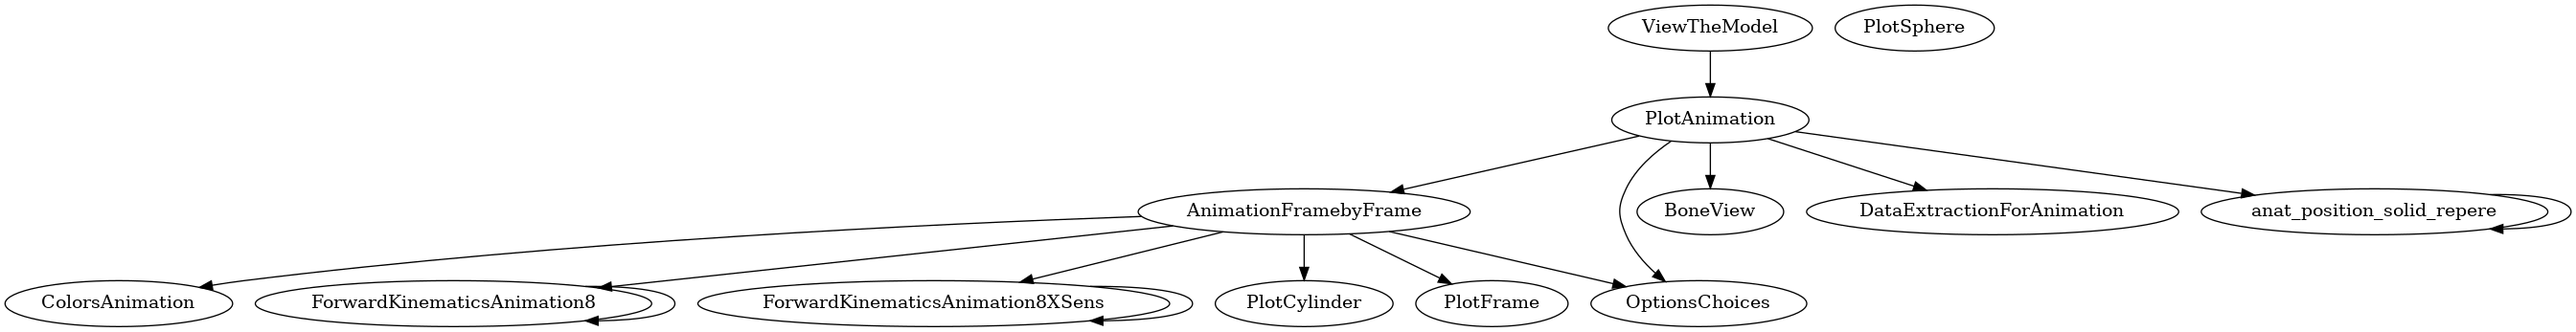 ViewTheModel
PlotSphere
PlotAnimation
AnimationFramebyFrame
BoneView
DataExtractionForAnimation
anat_position_solid_repere
ColorsAnimation
ForwardKinematicsAnimation8
ForwardKinematicsAnimation8XSens
PlotCylinder
PlotFrame
OptionsChoices